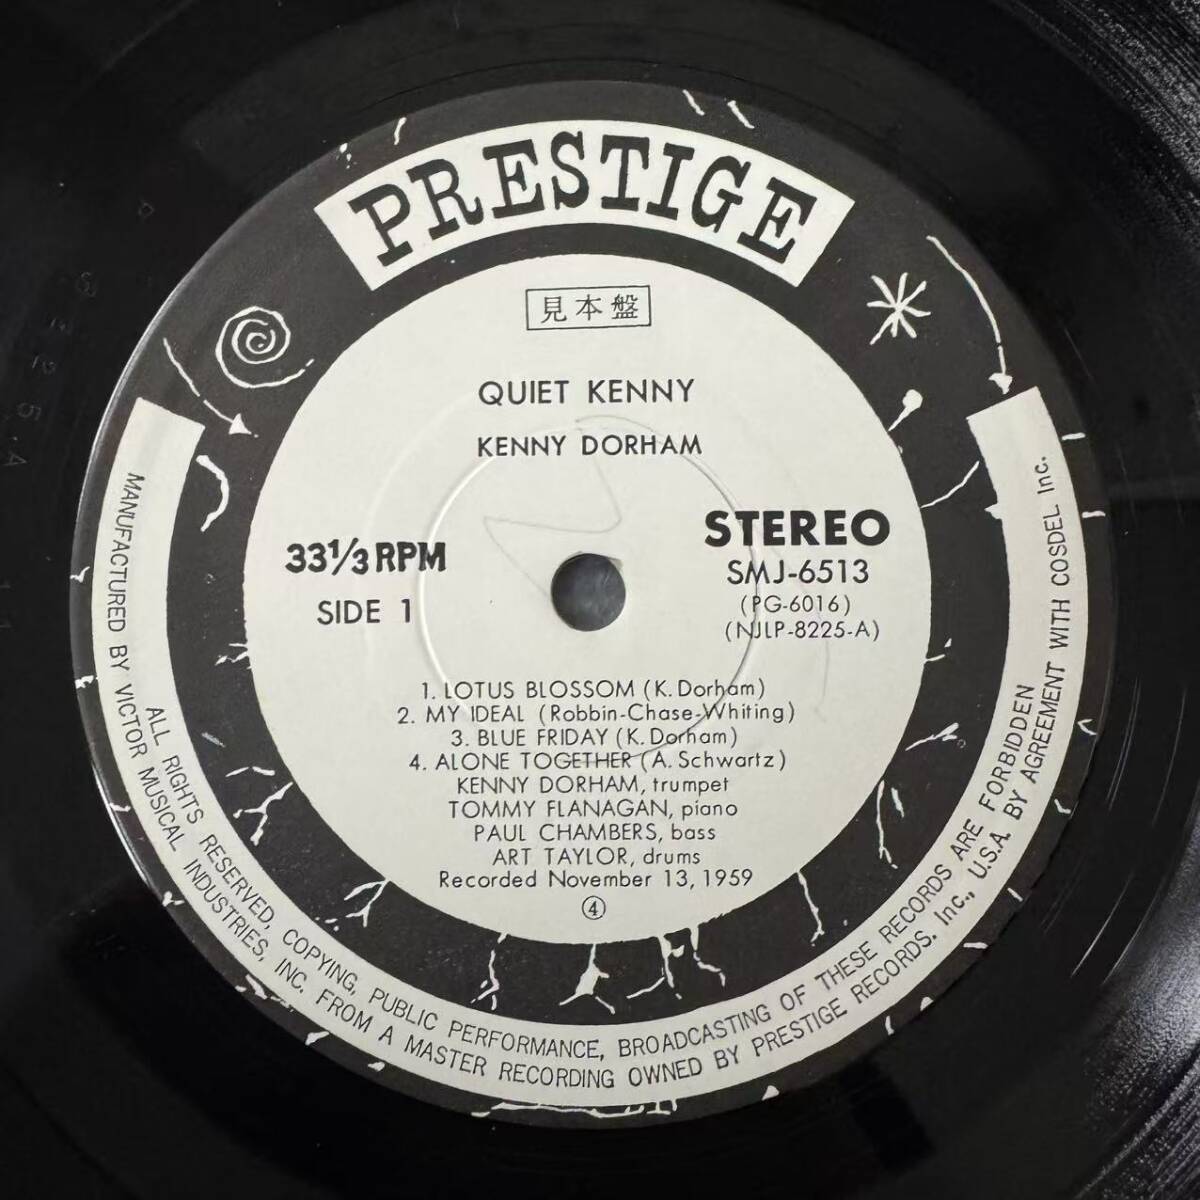 PRESTIGE
見本盤
QUIET KENNY
KENNY DORHAM
33 1/3 RPM
SIDE 1
STEREO
SMJ-6513
(PG-6016)
(NJLP-8225-A)
1. LOTUS BLOSSOM (K. Dorham)
2. MY IDEAL (Robbin-Chase-Whiting)
3. BLUE FRIDAY (K. Dorham)
4. ALONE TOGETHER (A. Schwartz)
KENNY DORHAM, trumpet
TOMMY FLANAGAN, piano
PAUL CHAMBERS, bass
ART TAYLOR, drums
Recorded November 13, 1959
④
ALL RIGHTS RESERVED, COPYING, PUBLIC PERFORMANCE, BROADCASTING OF THESE RECORDS ARE FORBIDDEN
MANUFACTURED BY VICTOR MUSICAL INDUSTRIES, INC. FROM A MASTER RECORDING OWNED BY PRESTIGE RECORDS. Inc., U.S.A. BY AGREEMENT WITH COSDEL Inc.